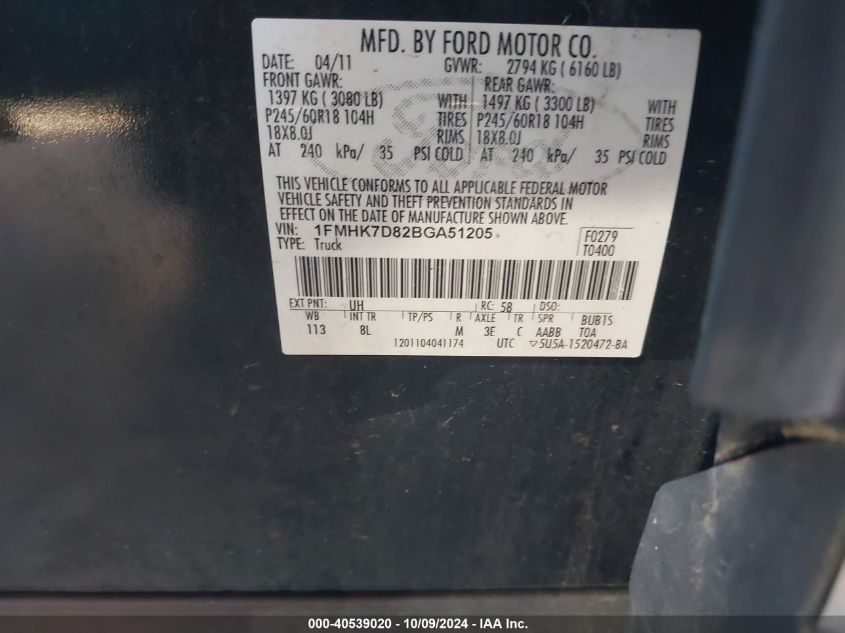 MFD. BY FORD MOTOR CO.
DATE: 04/11 GVWR: 2794 KG ( 6160 LB)
FRONT GAWR: REAR GAWR:
1397 KG ( 3080 LB) WITH 1497 KG ( 3300 LB) WITH
P245/60R18 104H TIRES P245/60R18 104H TIRES
18X8.0J RIMS 18X8.0J RIMS
AT 240 kPa/ 35 PSI COLD AT 240 kPa/ 35 PSI COLD
THIS VEHICLE CONFORMS TO ALL APPLICABLE FEDERAL MOTOR
VEHICLE SAFETY AND THEFT PREVENTION STANDARDS IN
EFFECT ON THE DATE OF MANUFACTURE SHOWN ABOVE.
VIN: 1FMHK7D82BGA51205 F0279
TYPE: Truck T0400
EXT PNT: UH RC: 58 DSO:
WB INT TR TP/PS R AXLE TR SPR BUBTS
113 8L M 3E C AABB TOA
1201104041174 UTC ▽5U5A-1520472-BA
000-40539020 - 10/09/2024 - IAA Inc.